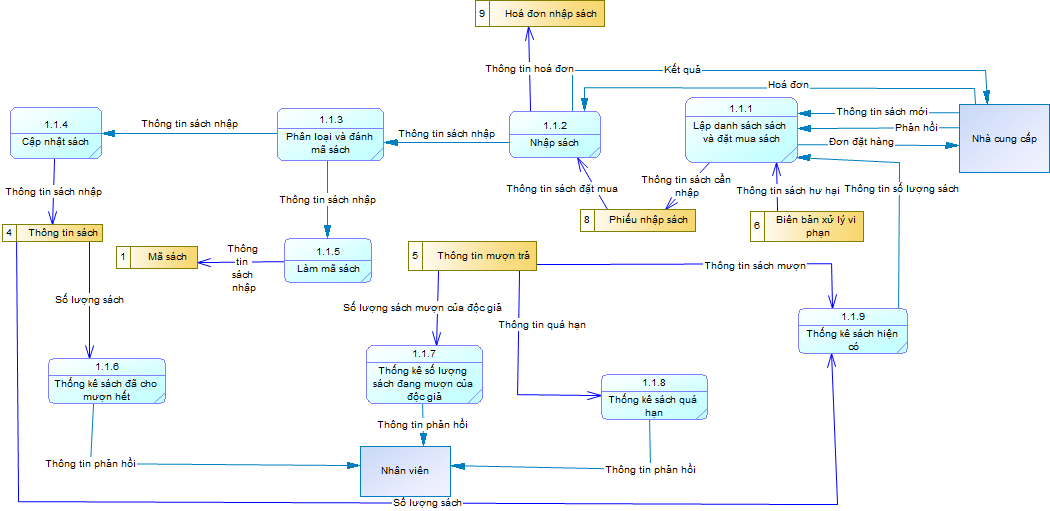 9 Hoá đơn nhập sách
Thông tin hoá đơn
Kết quả
Hoá đơn
1.1.4
Cập nhật sách
Thông tin sách nhập
1.1.3
Phân loại và đánh
mã sách
Thông tin sách nhập
1.1.2
Nhập sách
1.1.1
Lập danh sách sách
và đặt mua sách
Thông tin sách mới
Phản hồi
Đơn đặt hàng
Nhà cung cấp
Thông tin sách nhập
Thông tin sách nhập
Thông tin sách đặt mua
Thông tin sách cần
nhập
Thông tin sách hư hại
Thông tin số lượng sách
4 Thông tin sách
8 Phiếu nhập sách
6 Biên bản xử lý vi
phạn
1 Mã sách
Thông
tin
sách
nhập
1.1.5
Làm mã sách
5 Thông tin mượn trả
Thông tin sách mượn
Số lượng sách
Số lượng sách mượn của độc giả
Thông tin quá hạn
1.1.9
Thống kê sách hiện
có
1.1.6
Thống kê sách đã cho
mượn hết
1.1.7
Thống kê số lượng
sách đang mượn của
độc giả
1.1.8
Thống kê sách quá
hạn
Thông tin phản hồi
Thông tin phản hồi
Nhân viên
Thông tin phản hồi
Số lượng sách